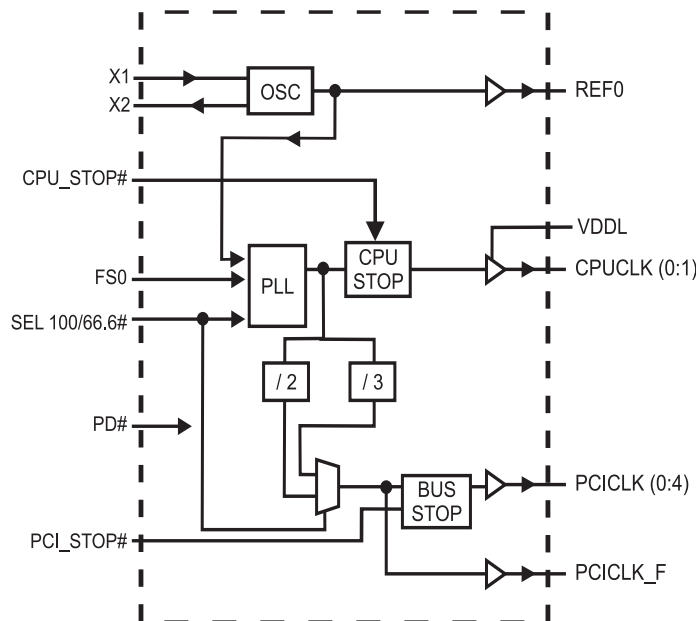 X1
OSC
REF0
X2
CPU_STOP#
VDDL
CPU
STOP
CPUCLK (0:1)
FS0
PLL
SEL 100/66.6#
/ 2
/ 3
PD#
BUS
STOP
PCICLK (0:4)
PCI_STOP#
PCICLK_F